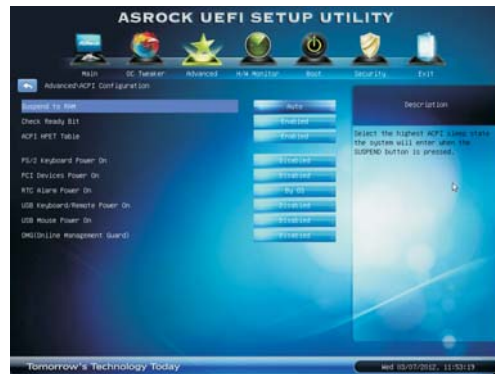 ASROCK UEFI SETUP UTILITY
Main OC Tweaker Advanced H/W Monitor Boot Security Exit
Advanced\ACPI Configuration
Suspend to RAM Auto
Check Ready Bit Enabled
ACPI HPET Table Enabled
PS/2 Keyboard Power On Disabled
PCI Devices Power On Disabled
RTC Alarm Power On By OS
USB Keyboard/Remote Power On Disabled
USB Mouse Power On Disabled
OMG(Online Management Guard) Disabled
Description
Select the highest ACPI sleep state
the system will enter when the
SUSPEND button is pressed.
Tomorrow's Technology Today
Wed 03/07/2012, 11:53:19